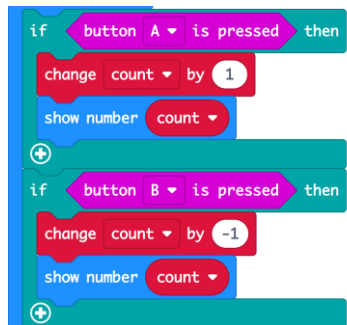 if button A is pressed then
change count by 1
show number count
if button B is pressed then
change count by -1
show number count